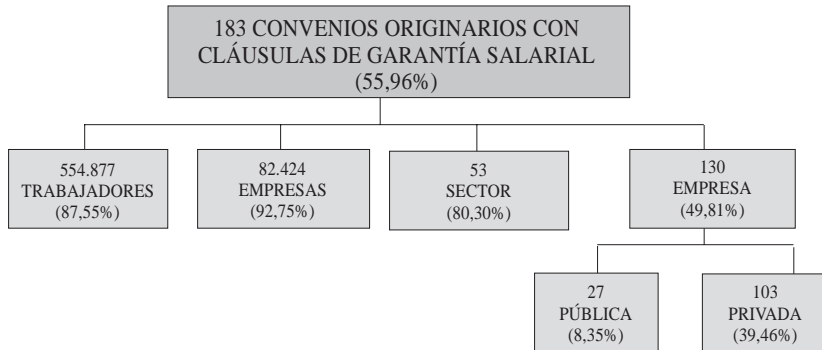 183 CONVENIOS ORIGINARIOS CON
CLÁUSULAS DE GARANTÍA SALARIAL
(55,96%)
554.877
TRABAJADORES
(87,55%)
82.424
EMPRESAS
(92,75%)
53
SECTOR
(80,30%)
130
EMPRESA
(49,81%)
27
PÚBLICA
(8,35%)
103
PRIVADA
(39,46%)